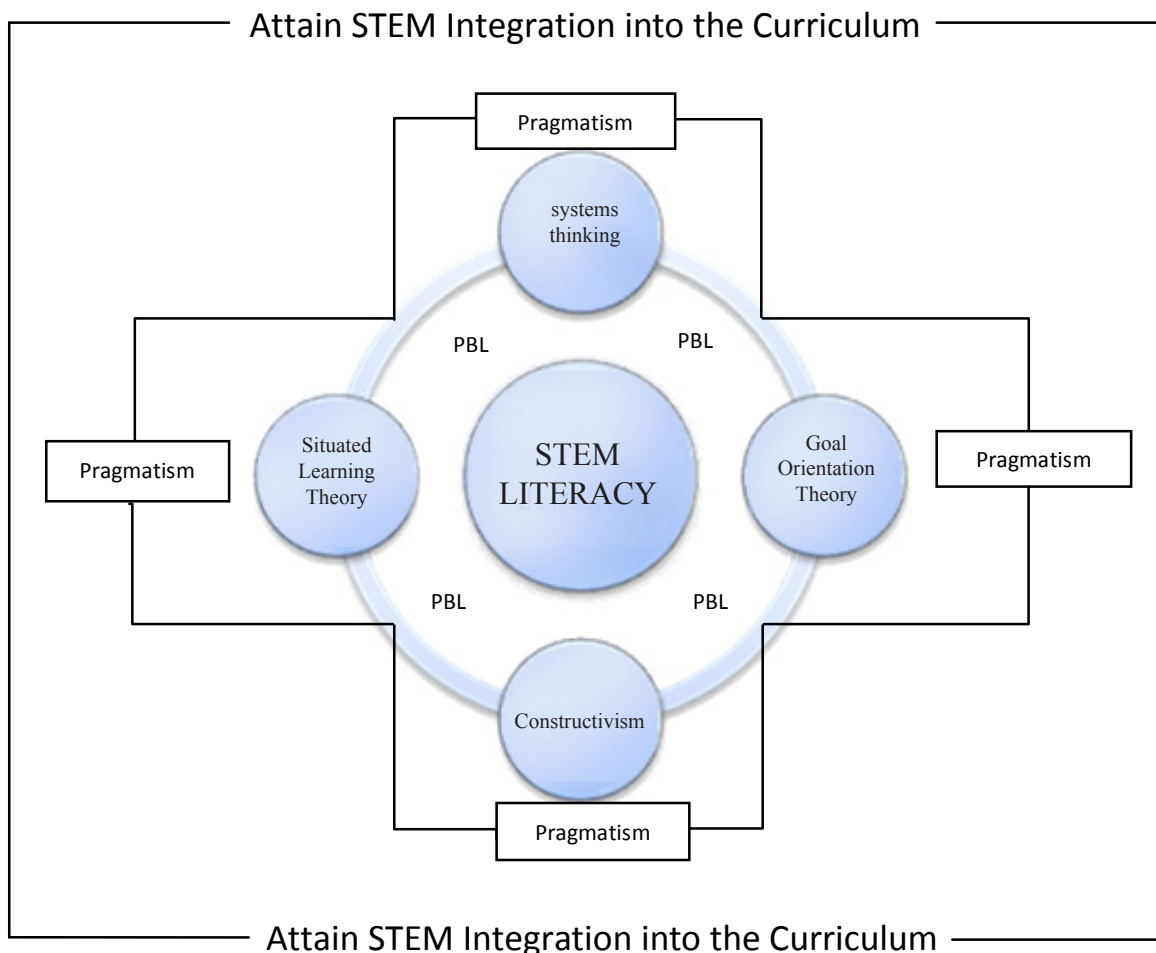 Attain STEM Integration into the Curriculum
Pragmatism
systems
thinking
PBL
PBL
Situated
Learning
Theory
STEM
LITERACY
Goal
Orientation
Theory
Pragmatism
Pragmatism
PBL
PBL
Constructivism
Pragmatism
Attain STEM Integration into the Curriculum